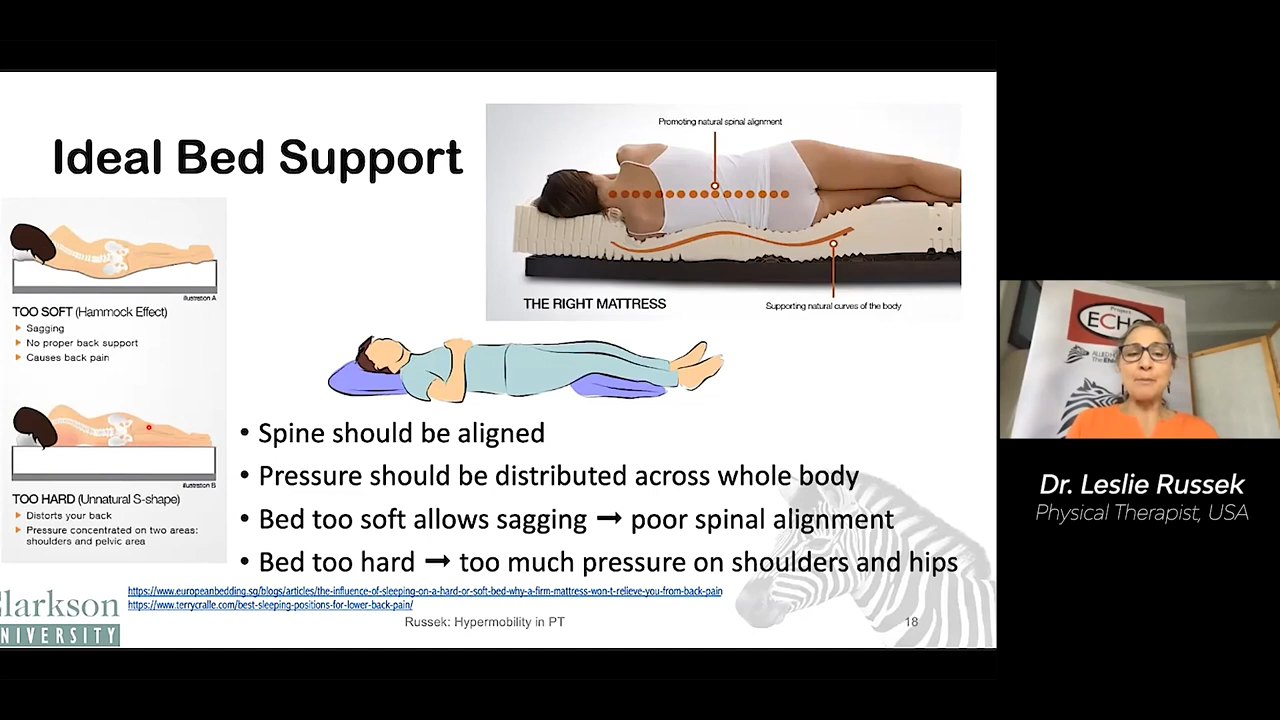 Ideal Bed Support
Promoting natural spinal alignment
THE RIGHT MATTRESS
Supporting natural curves of the body
Illustration A
TOO SOFT (Hammock Effect)
Sagging
No proper back support
Causes back pain
Illustration B
TOO HARD (Unnatural S-shape)
Distorts your back
Pressure concentrated on two areas:
shoulders and pelvic area
• Spine should be aligned
• Pressure should be distributed across whole body
• Bed too soft allows sagging → poor spinal alignment
• Bed too hard → too much pressure on shoulders and hips
https://www.europeanbedding.sg/blogs/articles/the-influence-of-sleeping-on-a-hard-or-soft-bed-why-a-firm-mattress-won-t-relieve-you-from-back-pain
https://www.terrycralle.com/best-sleeping-positions-for-lower-back-pain/
Clarkson
UNIVERSITY
Russek: Hypermobility in PT
18
Project
ECHO
Dr. Leslie Russek
Physical Therapist, USA